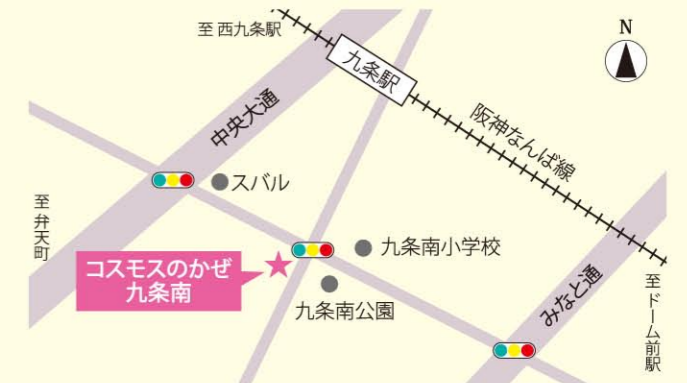 至 西九条駅
N
九条駅
中央大通
阪神なんば線
スバル
至 弁天町
九条南小学校
コスモスのかぜ
九条南
九条南公園
みなと通
至 ドーム前駅